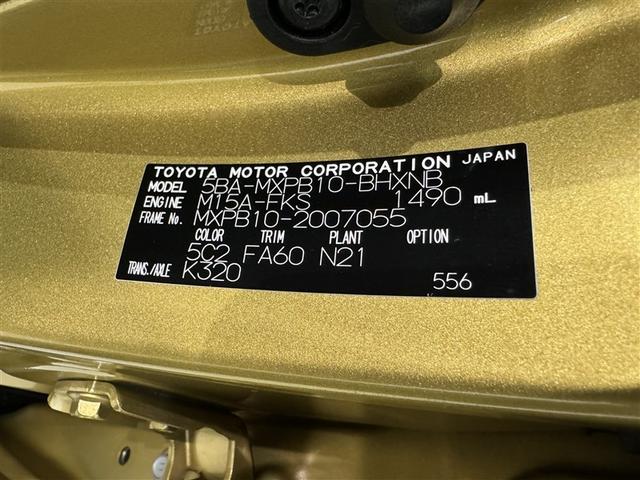 TOYOTA MOTOR CORPORATION JAPAN
MODEL 5BA-MXPB10-BHXNB
ENGINE M15A-FKS 1490 mL
FRAME No. MXPB10-2007055
COLOR TRIM PLANT OPTION
5C2 FA60 N21
TRANS./AXLE K320
556